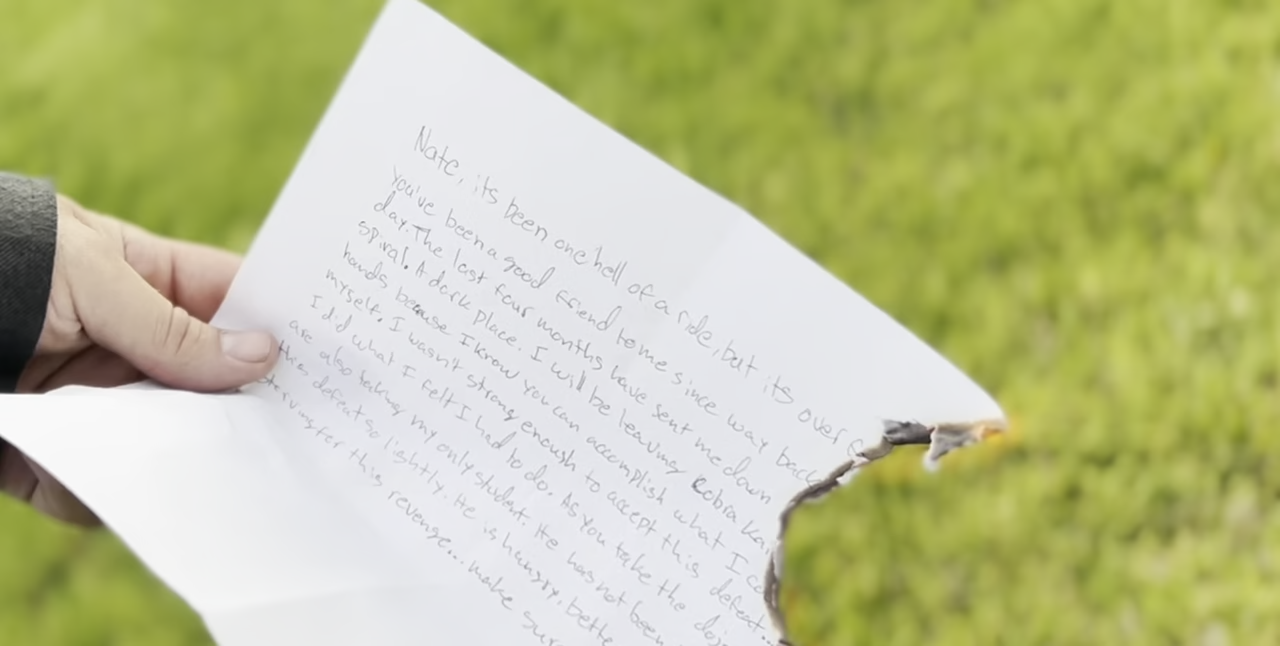 Nate, its been one hell of a ride, but its over
you've been a good friend to me since way back
day. The last four months have sent me down
spiral. A dark place. I will be leaving Cobra Kai
hands because I know you can accomplish what I co
myself. I wasn't strong enough to accept this defeat...
I did what I felt I had to do. As you take the dojo
are also taking my only student. He has not been
this defeat so lightly. He is hungry, bette
for this revenge... make sure